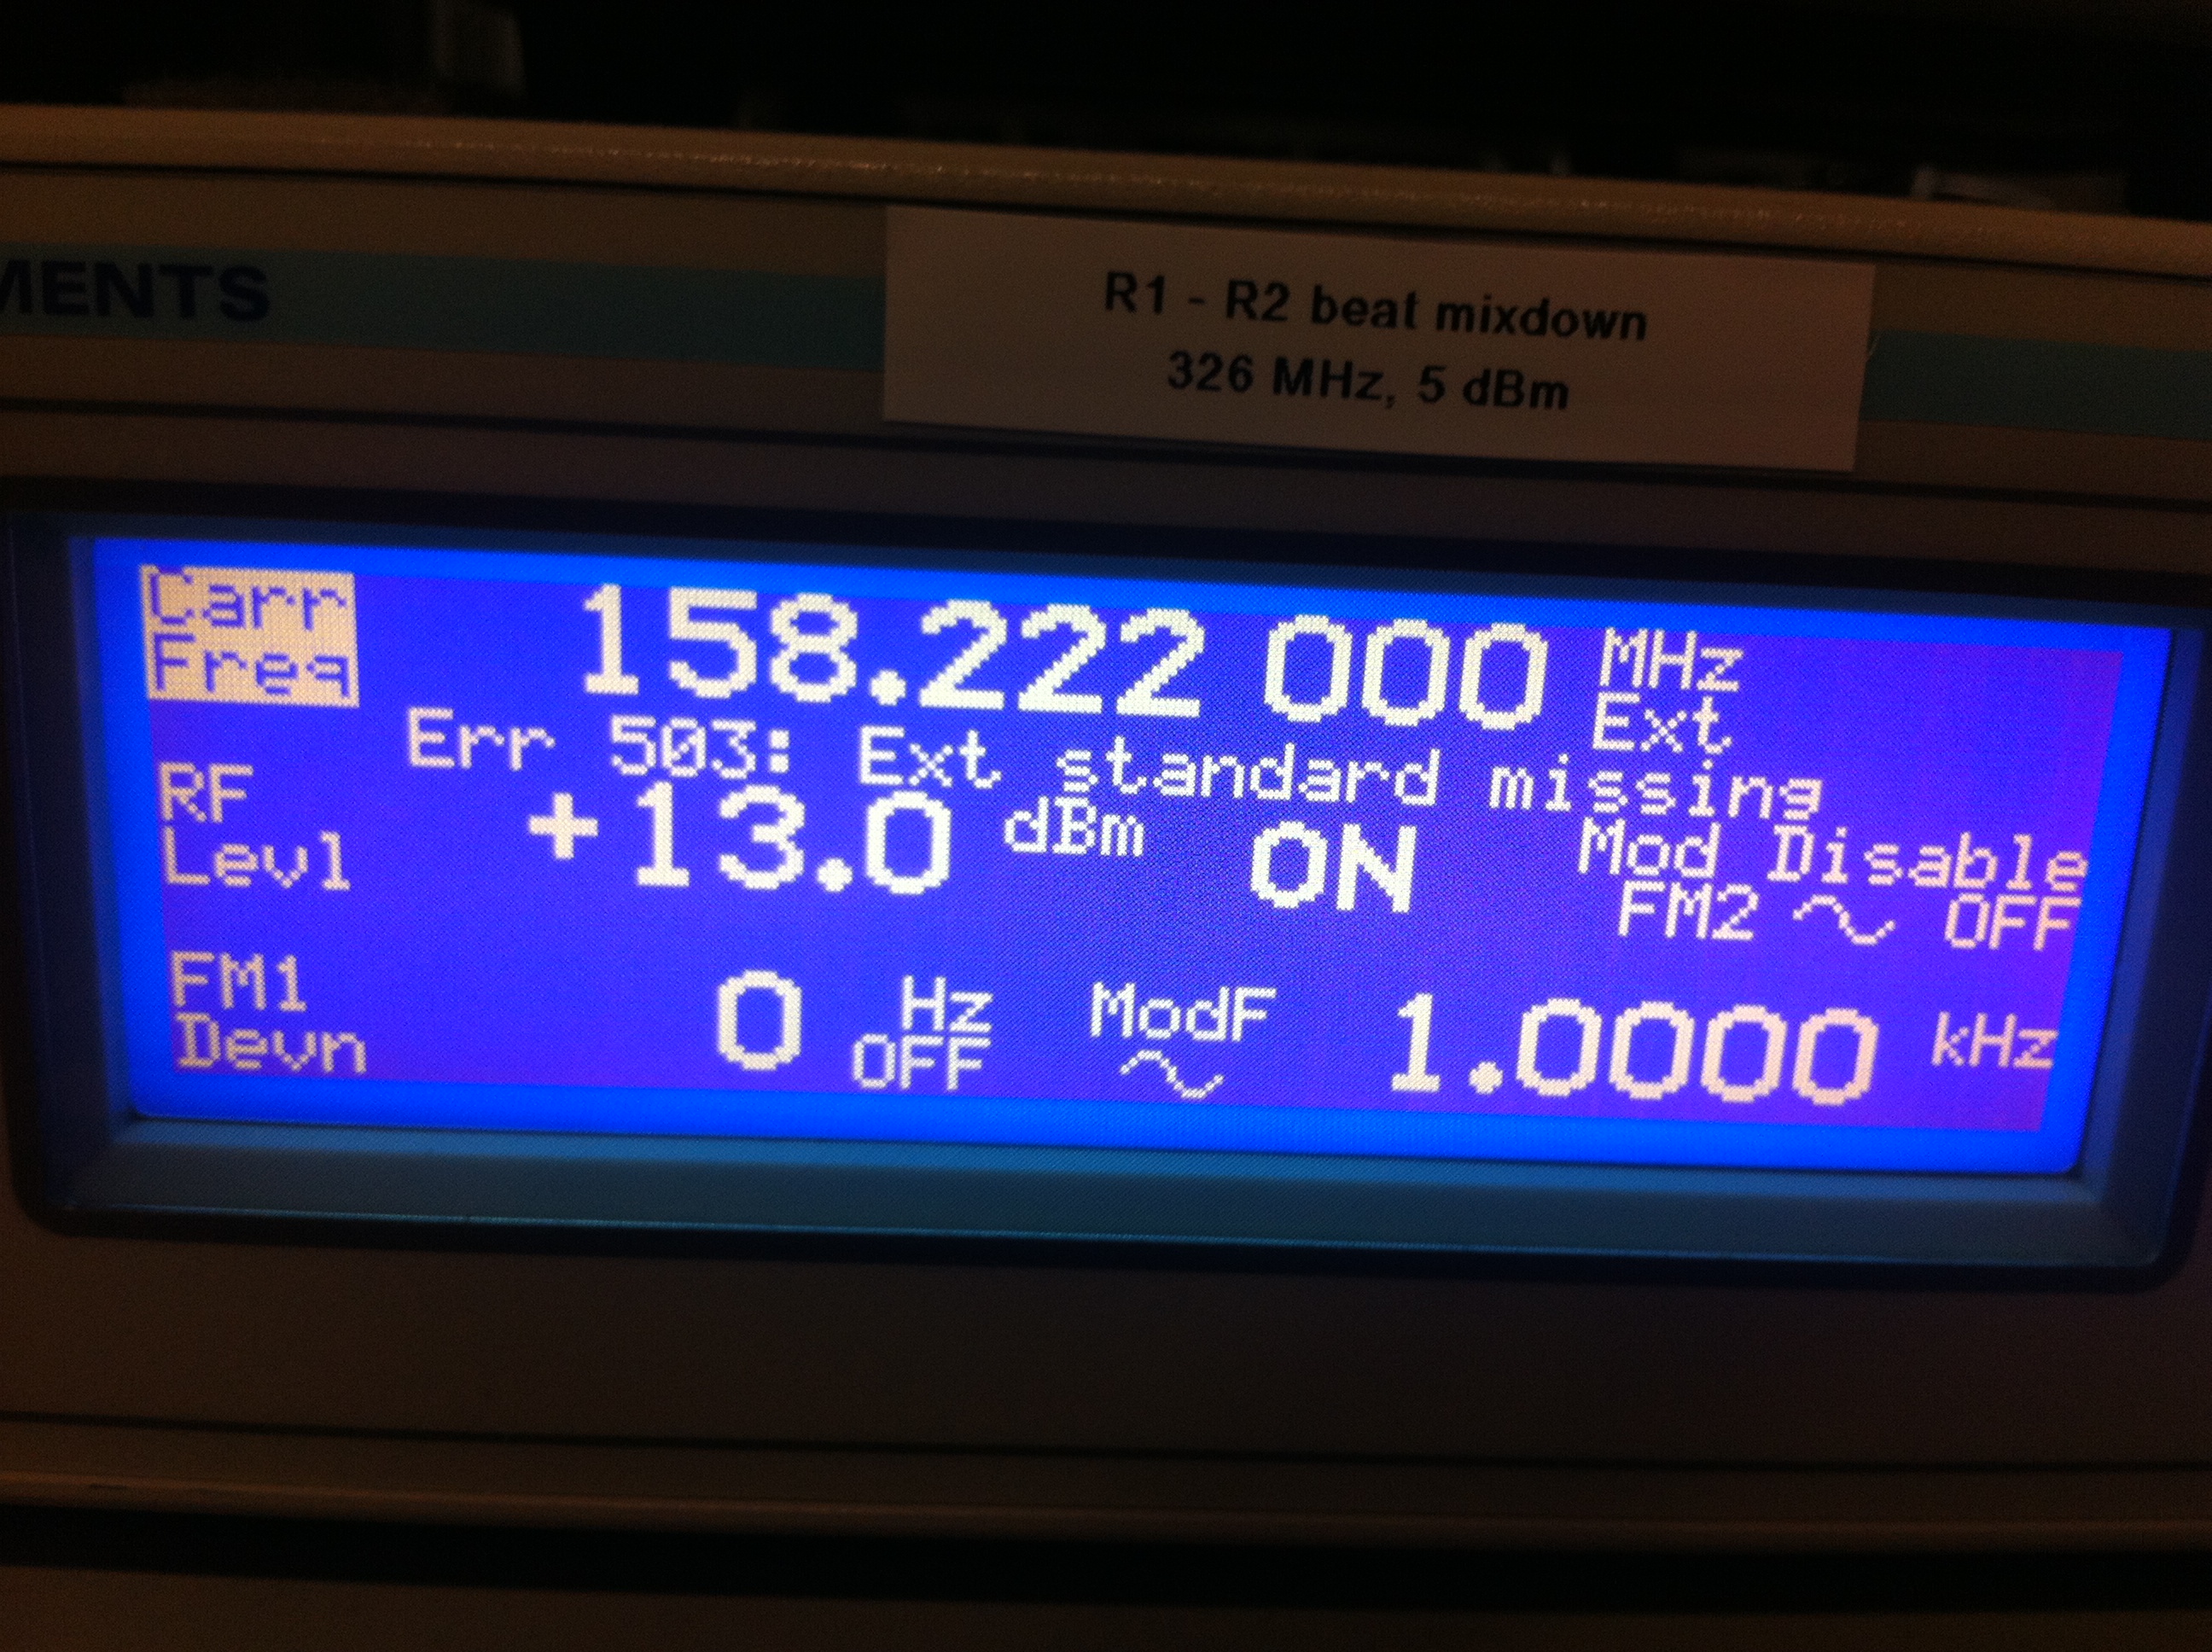 MENTS
R1 - R2 beat mixdown
326 MHz, 5 dBm
Carr Freq 158.222 000 MHz Ext
Err 503: Ext standard missing
RF Levl +13.0 dBm ON Mod Disable
FM2 OFF
FM1 Devn 0 Hz OFF ModF 1.0000 kHz